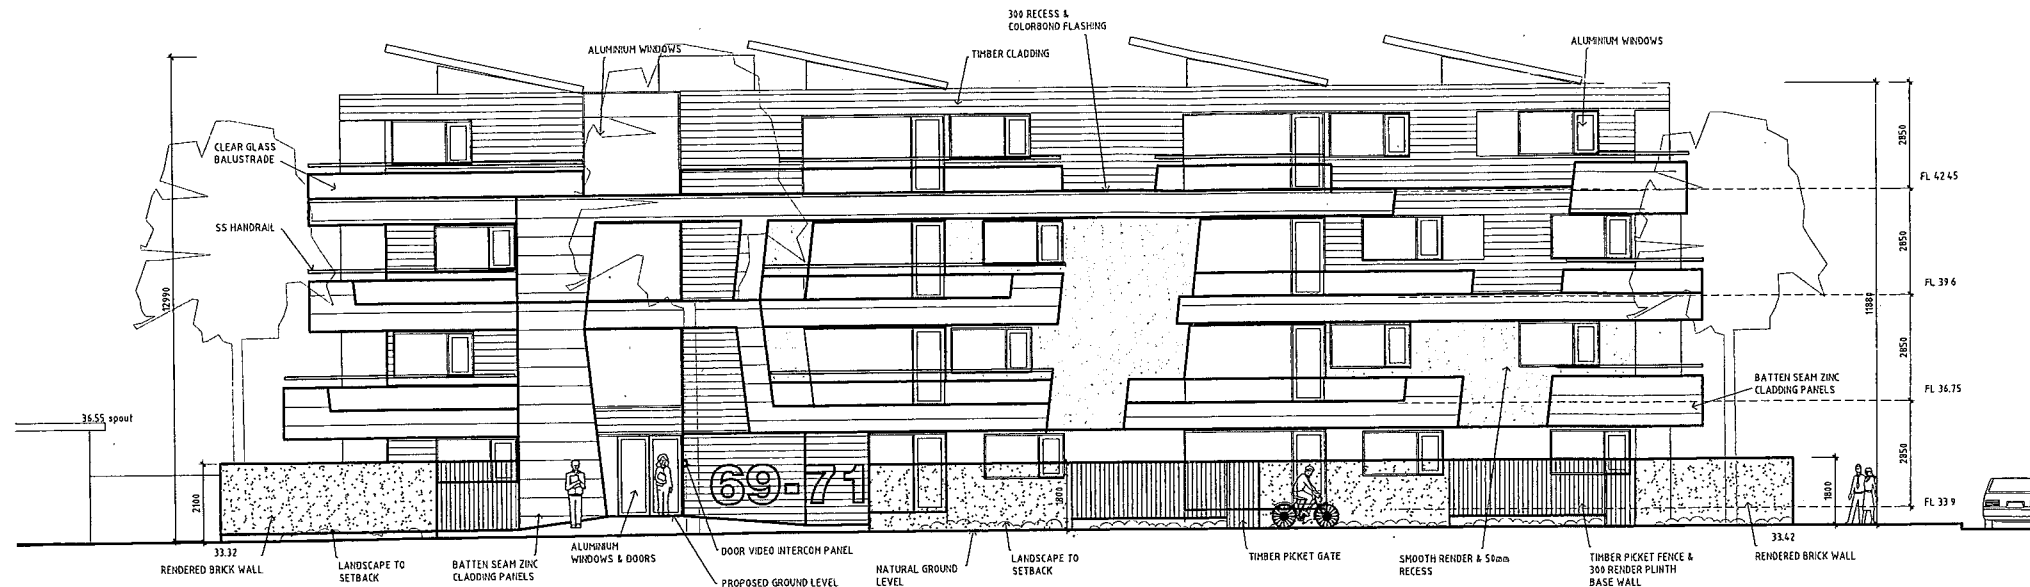 300 RECESS &
COLORBOND FLASHING
ALUMINIUM WINDOWS
TIMBER CLADDING
ALUMINIUM WINDOWS
CLEAR GLASS
BALUSTRADE
SS HANDRAIL
12990
2850
FL 42 45
2850
FL 39 6
2850
FL 36.75
2850
FL 33 9
1800
BATTEN SEAM ZINC
CLADDING PANELS
36.55 spout
2100
69-71
1800
33.32
RENDERED BRICK WALL
LANDSCAPE TO
SETBACK
BATTEN SEAM ZINC
CLADDING PANELS
ALUMINIUM
WINDOWS & DOORS
DOOR VIDEO INTERCOM PANEL
PROPOSED GROUND LEVEL
NATURAL GROUND
LEVEL
LANDSCAPE TO
SETBACK
TIMBER PICKET GATE
SMOOTH RENDER & 50mm
RECESS
TIMBER PICKET FENCE &
300 RENDER PLINTH
BASE WALL
33.42
RENDERED BRICK WALL